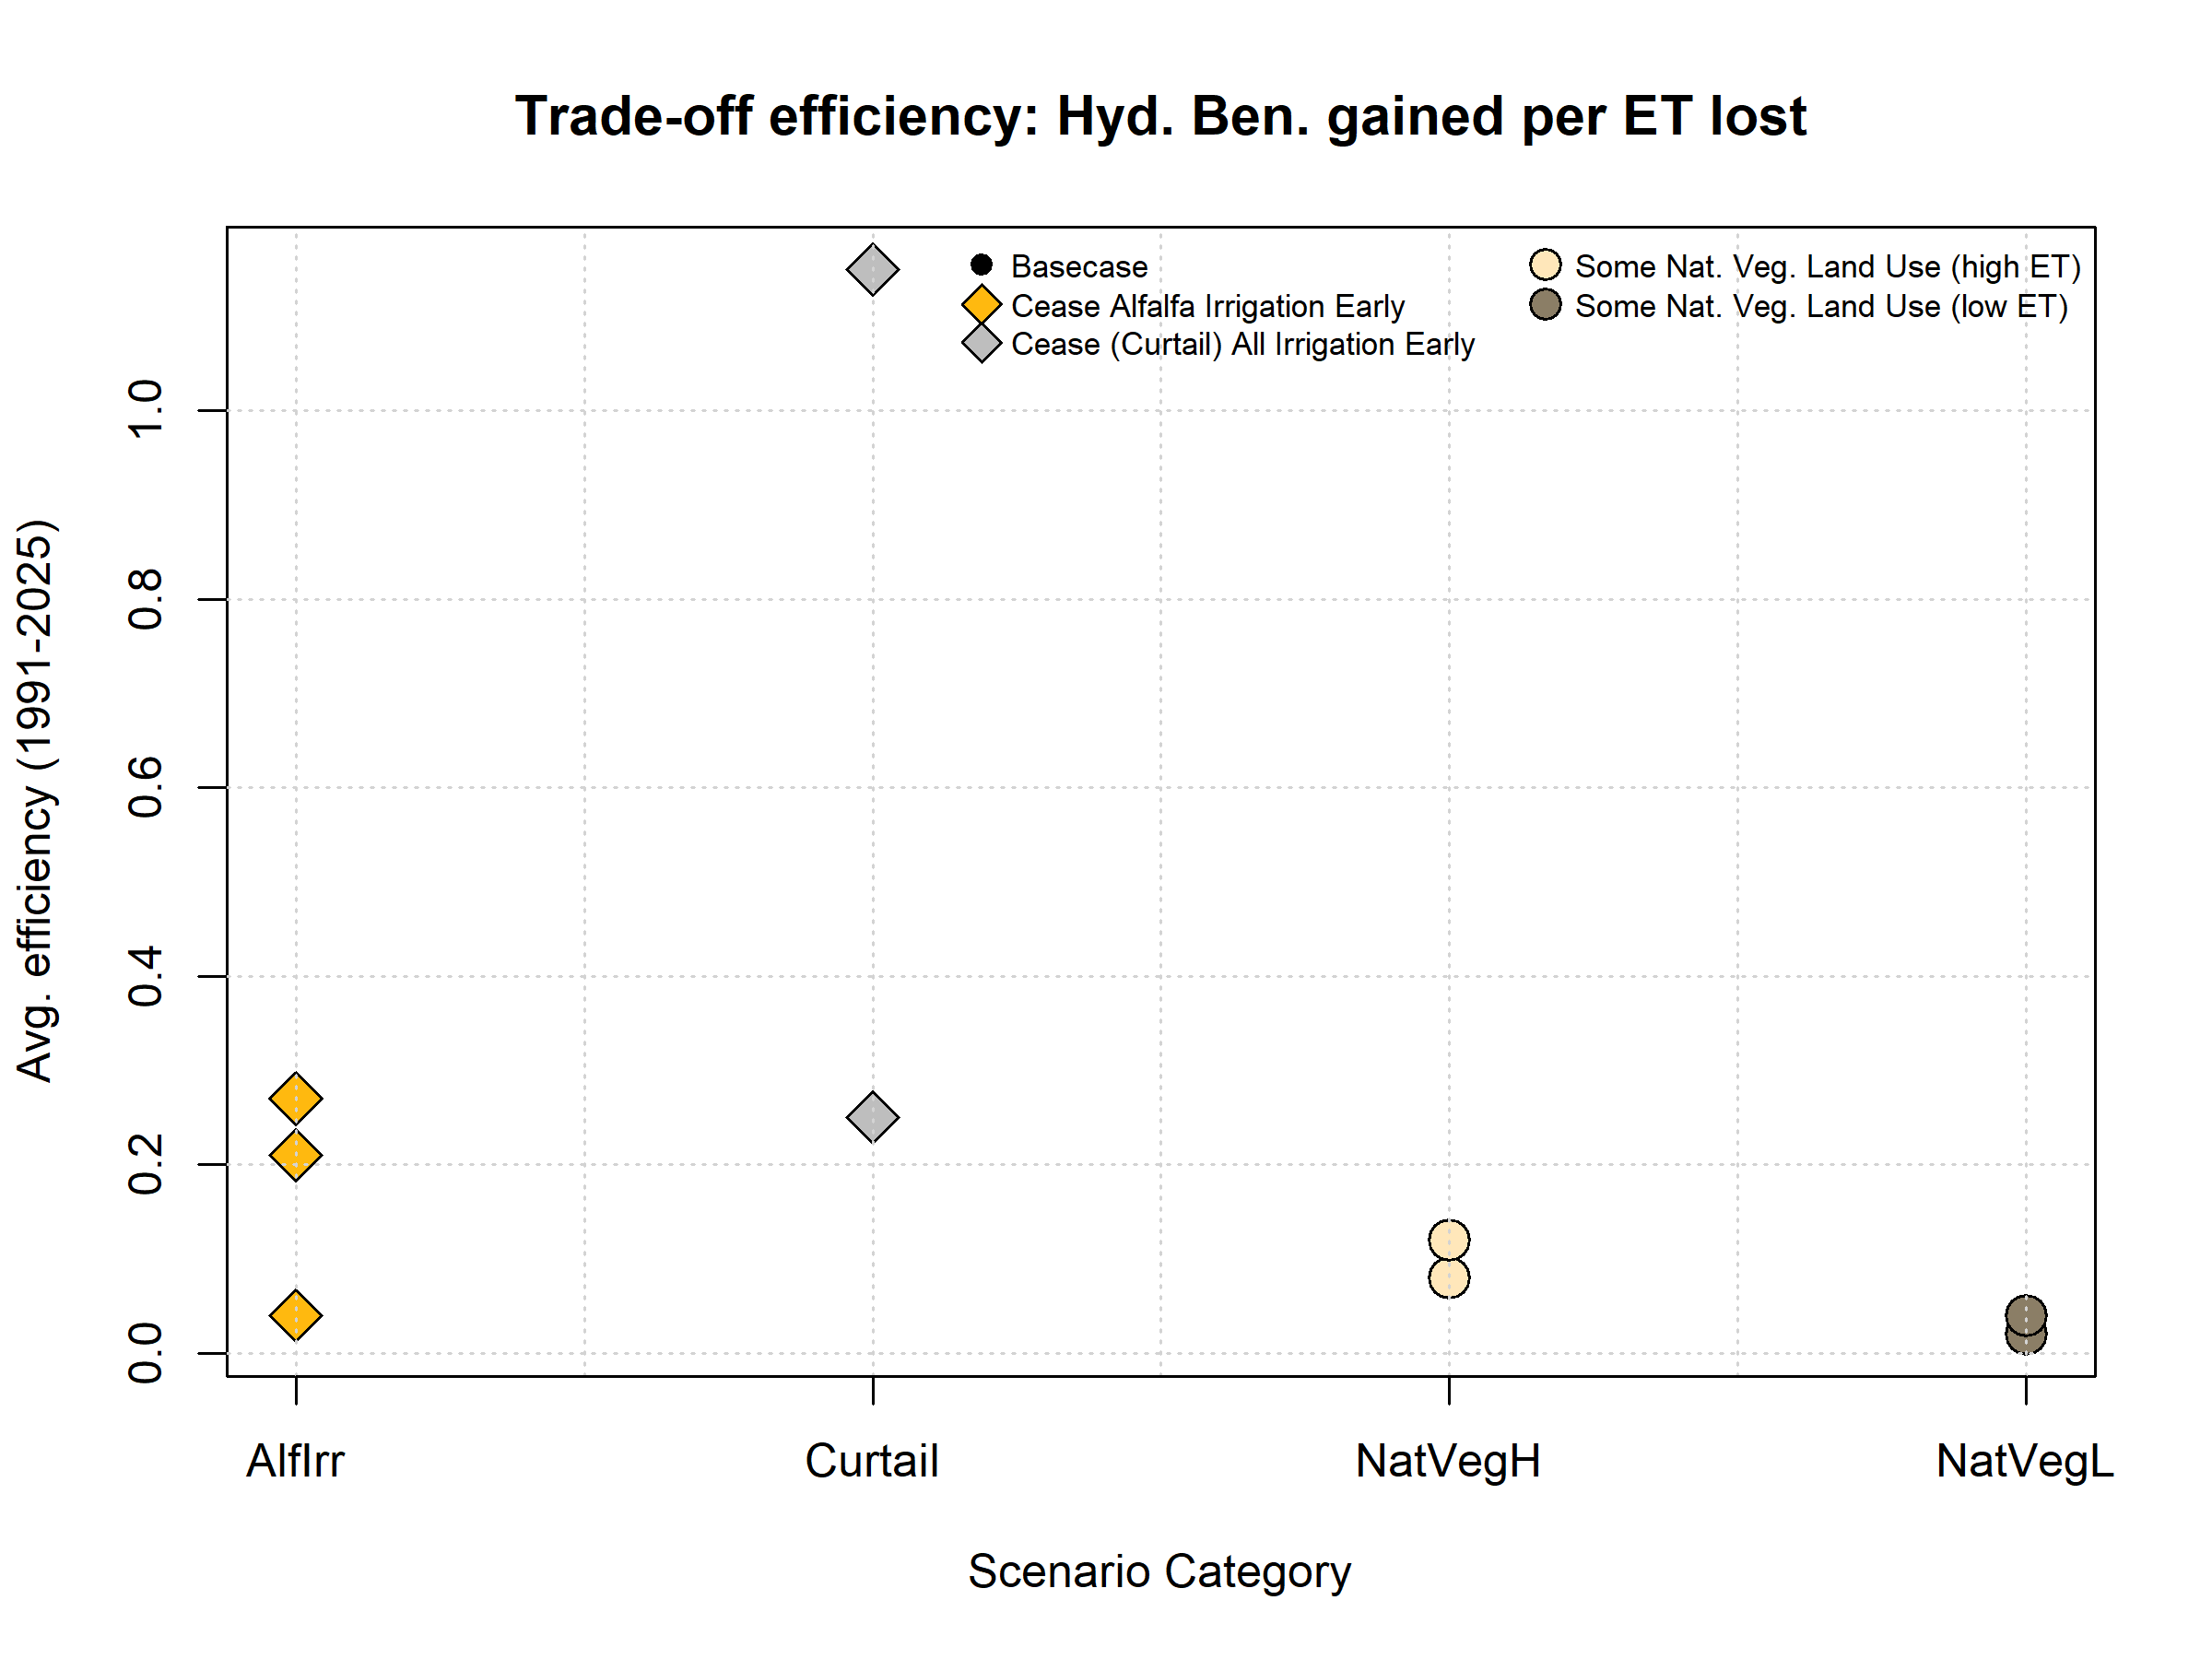 Trade-off efficiency: Hyd. Ben. gained per ET lost
Basecase
Cease Alfalfa Irrigation Early
Cease (Curtail) All Irrigation Early
Some Nat. Veg. Land Use (high ET)
Some Nat. Veg. Land Use (low ET)
Avg. efficiency (1991-2025)
1.0
0.8
0.6
0.4
0.2
0.0
AlfIrr
Curtail
NatVegH
NatVegL
Scenario Category